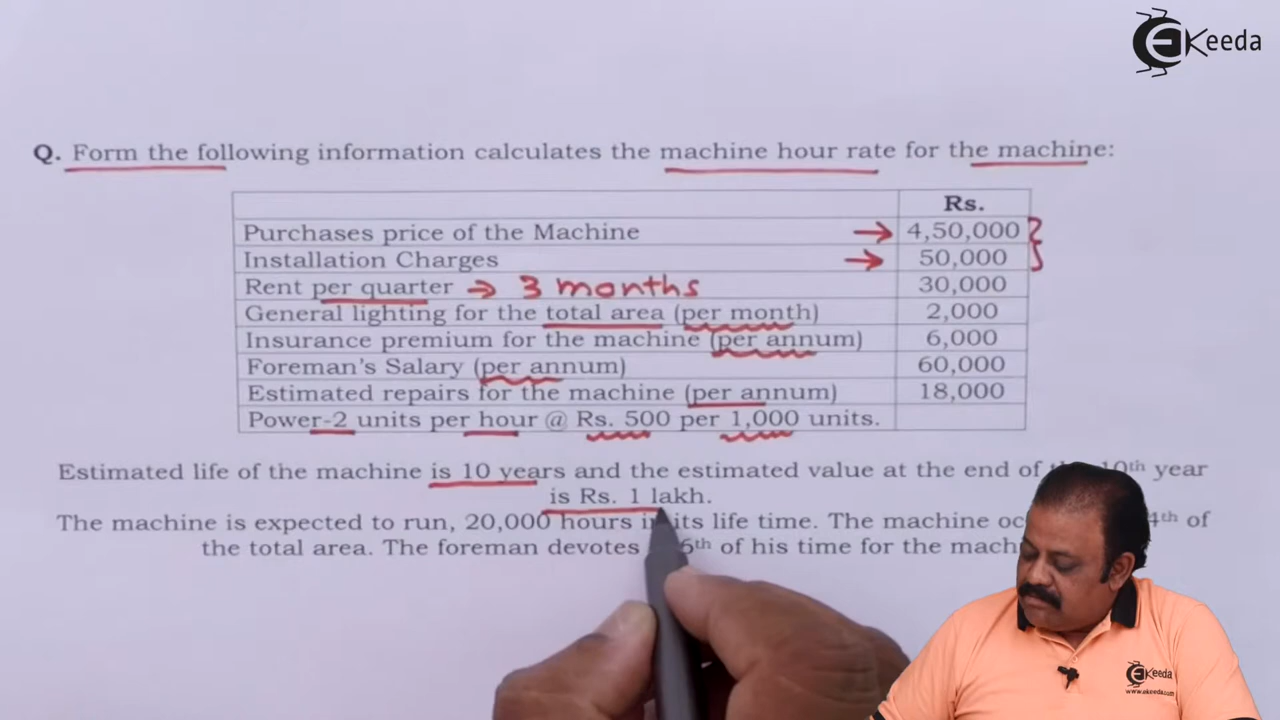 Keeda
Q. Form the following information calculates the machine hour rate for the machine:
Rs.
Purchases price of the Machine → 4,50,000
Installation Charges → 50,000
Rent per quarter → 3 months 30,000
General lighting for the total area (per month) 2,000
Insurance premium for the machine (per annum) 6,000
Foreman's Salary (per annum) 60,000
Estimated repairs for the machine (per annum) 18,000
Power-2 units per hour @ Rs. 500 per 1,000 units.
Estimated life of the machine is 10 years and the estimated value at the end of year
is Rs. 1 lakh.
The machine is expected to run, 20,000 hours in its life time. The machine of
the total area. The foreman devotes of his time for the
Keeda
www.ekeeda.com